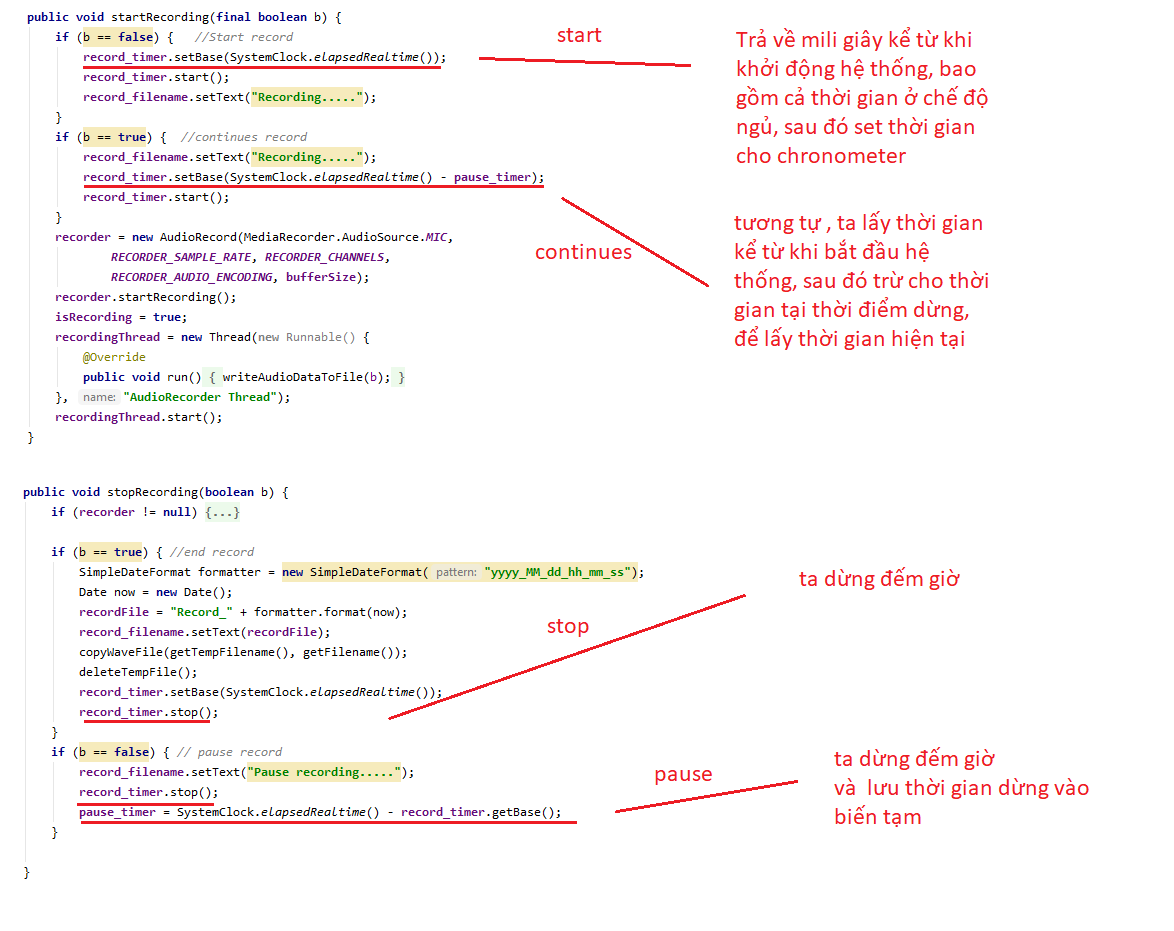 public void startRecording(final boolean b) {
if (b == false) {   //Start record
record_timer.setBase(SystemClock.elapsedRealtime());
record_timer.start();
record_filename.setText("Recording.....");
}
if (b == true) {  //continues record
record_filename.setText("Recording.....");
record_timer.setBase(SystemClock.elapsedRealtime() - pause_timer);
record_timer.start();
}
recorder = new AudioRecord(MediaRecorder.AudioSource.MIC,
RECORDER_SAMPLE_RATE, RECORDER_CHANNELS,
RECORDER_AUDIO_ENCODING, bufferSize);
recorder.startRecording();
isRecording = true;
recordingThread = new Thread(new Runnable() {
@Override
public void run() { writeAudioDataToFile(b); }
}, name: "AudioRecorder Thread");
recordingThread.start();
}
start
Trả về mili giây kể từ khi
khởi động hệ thống, bao
gồm cả thời gian ở chế độ
ngủ, sau đó set thời gian
cho chronometer
continues
tương tự , ta lấy thời gian
kể từ khi bắt đầu hệ
thống, sau đó trừ cho thời
gian tại thời điểm dừng,
để lấy thời gian hiện tại
public void stopRecording(boolean b) {
if (recorder != null) {...}
if (b == true) { //end record
SimpleDateFormat formatter = new SimpleDateFormat( pattern: "yyyy_MM_dd_hh_mm_ss");
Date now = new Date();
recordFile = "Record_" + formatter.format(now);
record_filename.setText(recordFile);
copyWaveFile(getTempFilename(), getFilename());
deleteTempFile();
record_timer.setBase(SystemClock.elapsedRealtime());
record_timer.stop();
}
if (b == false) { // pause record
record_filename.setText("Pause recording.....");
record_timer.stop();
pause_timer = SystemClock.elapsedRealtime() - record_timer.getBase();
}
}
stop
ta dừng đếm giờ
pause
ta dừng đếm giờ
và  lưu thời gian dừng vào
biến tạm